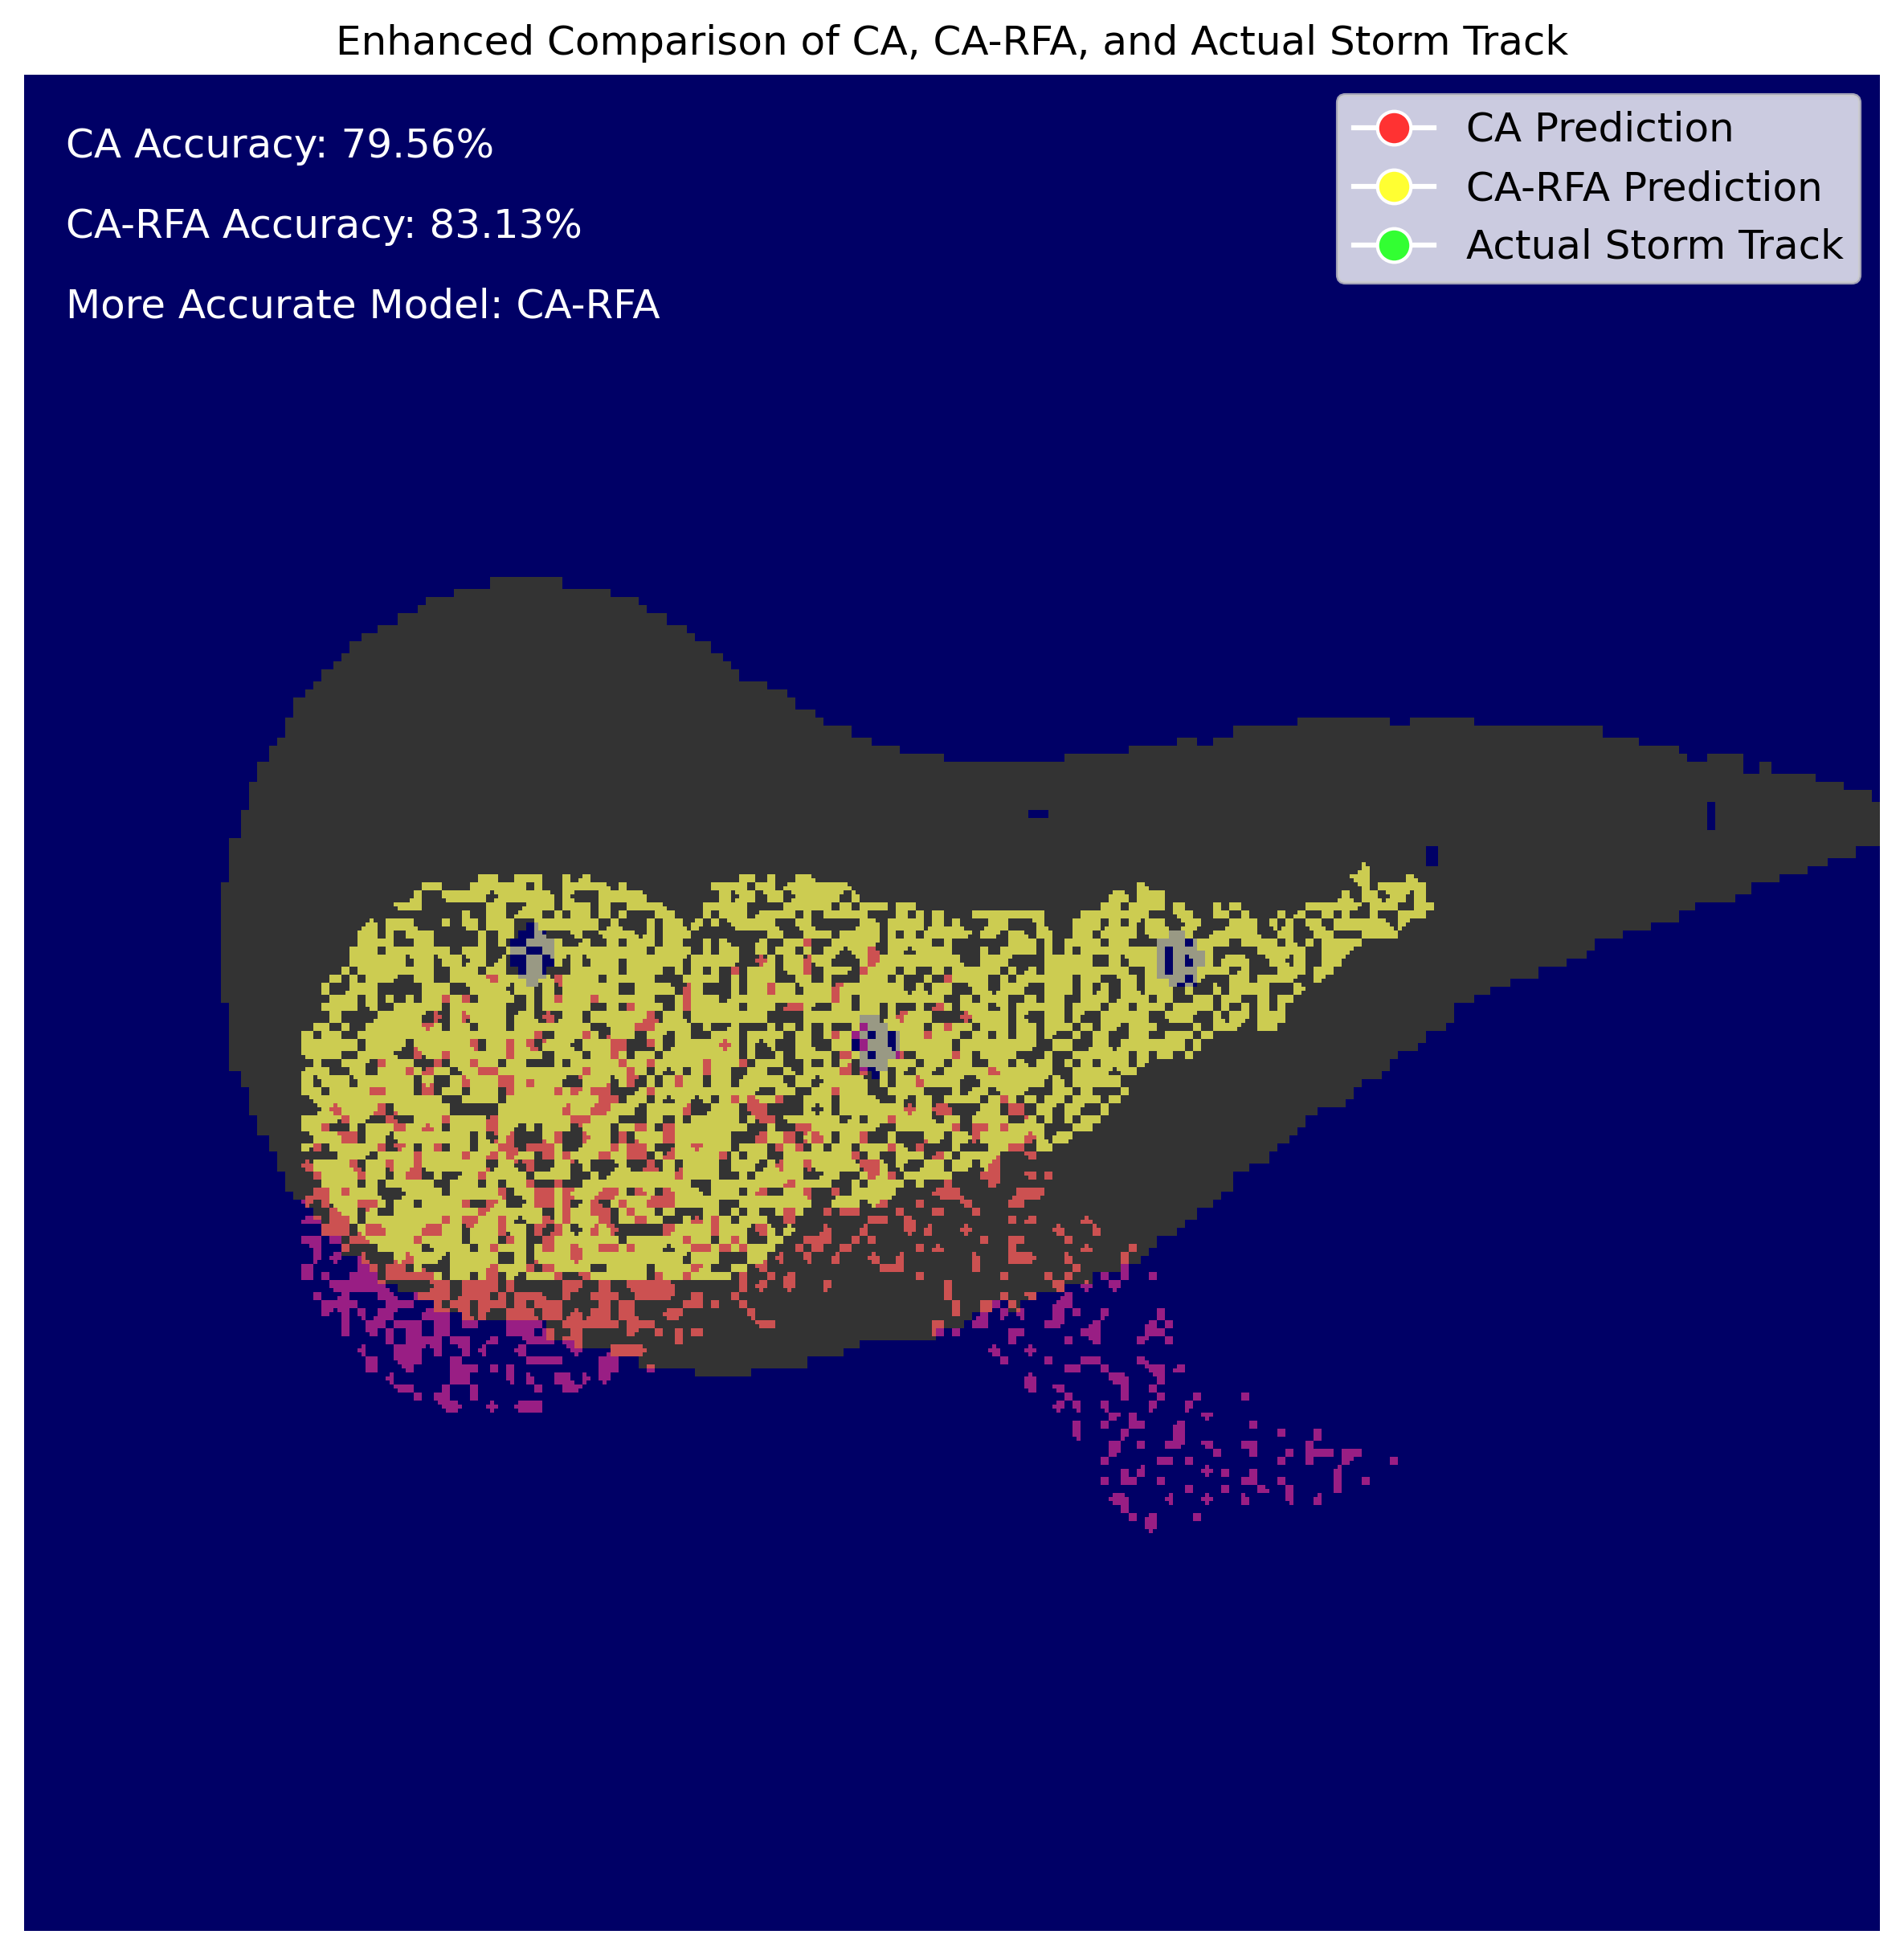 Enhanced Comparison of CA, CA-RFA, and Actual Storm Track
CA Accuracy: 79.56%
CA-RFA Accuracy: 83.13%
More Accurate Model: CA-RFA
CA Prediction
CA-RFA Prediction
Actual Storm Track